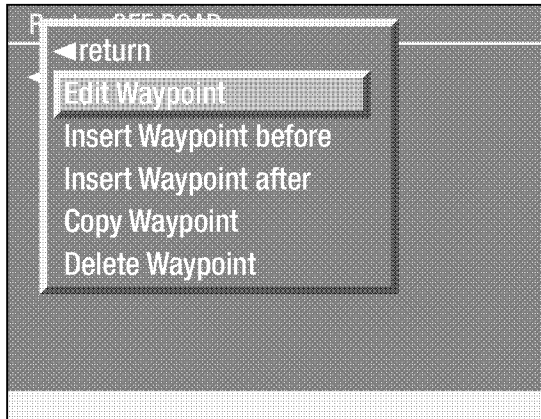 ◄return
Edit Waypoint
Insert Waypoint before
Insert Waypoint after
Copy Waypoint
Delete Waypoint